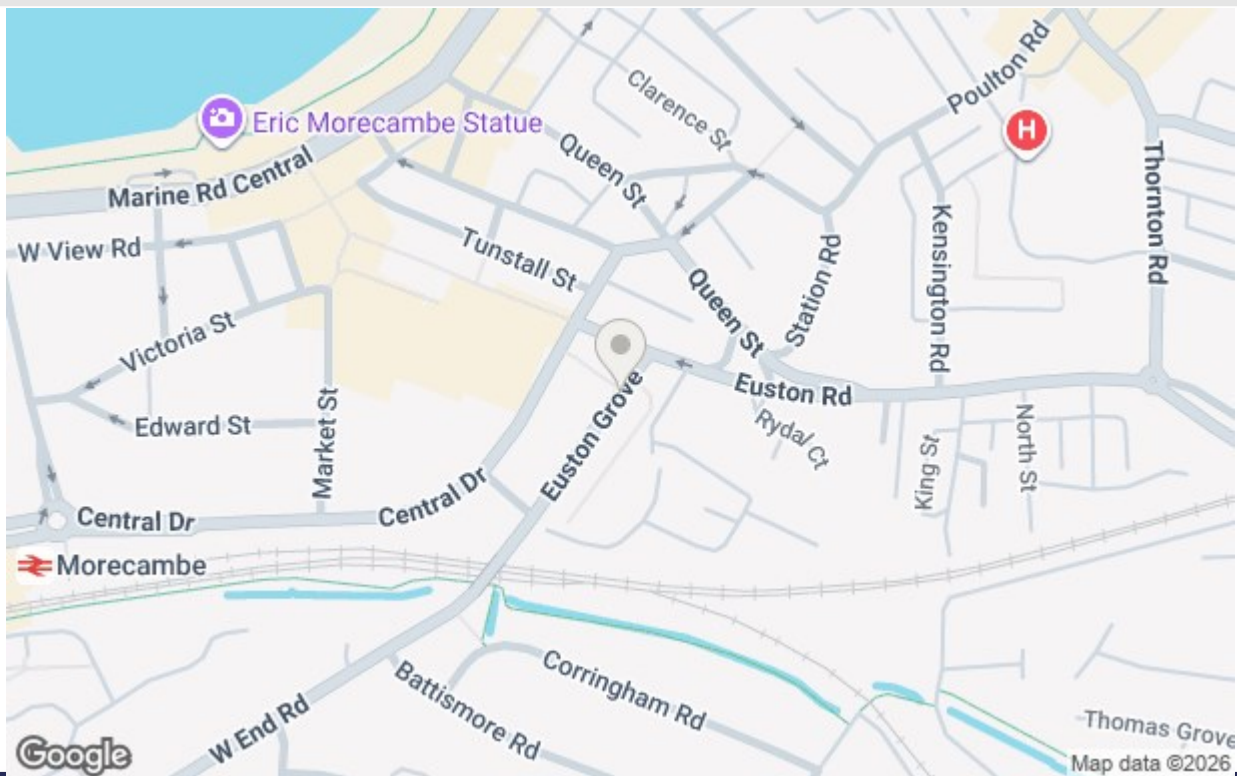 Poulton Rd
Clarence St
Eric Morecambe Statue
H
Queen St
Marine Rd Central
Thornton Rd
W View Rd
Tunstall St
Kensington Rd
Station Rd
Queen St
Victoria St
Euston Rd
Euston Grove
Rydal Ct
Edward St
Market St
King St
North St
Central Dr
Central Dr
Morecambe
Corringham Rd
Battismore Rd
W End Rd
Thomas Grove
Google
Map data ©2026